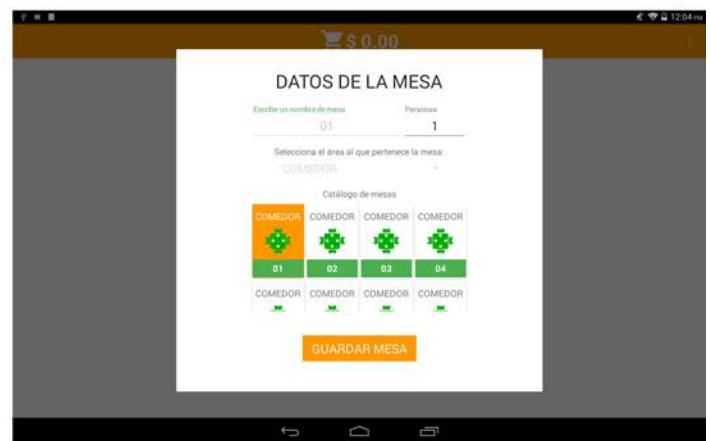 12:04
$ 0.00
DATOS DE LA MESA
Escribe un nombre de mesa Personas
01 1
Selecciona el área al que pertenece la mesa:
COMEDOR
Catálogo de mesas
COMEDOR COMEDOR COMEDOR COMEDOR
01 02 03 04
COMEDOR COMEDOR COMEDOR COMEDOR
GUARDAR MESA